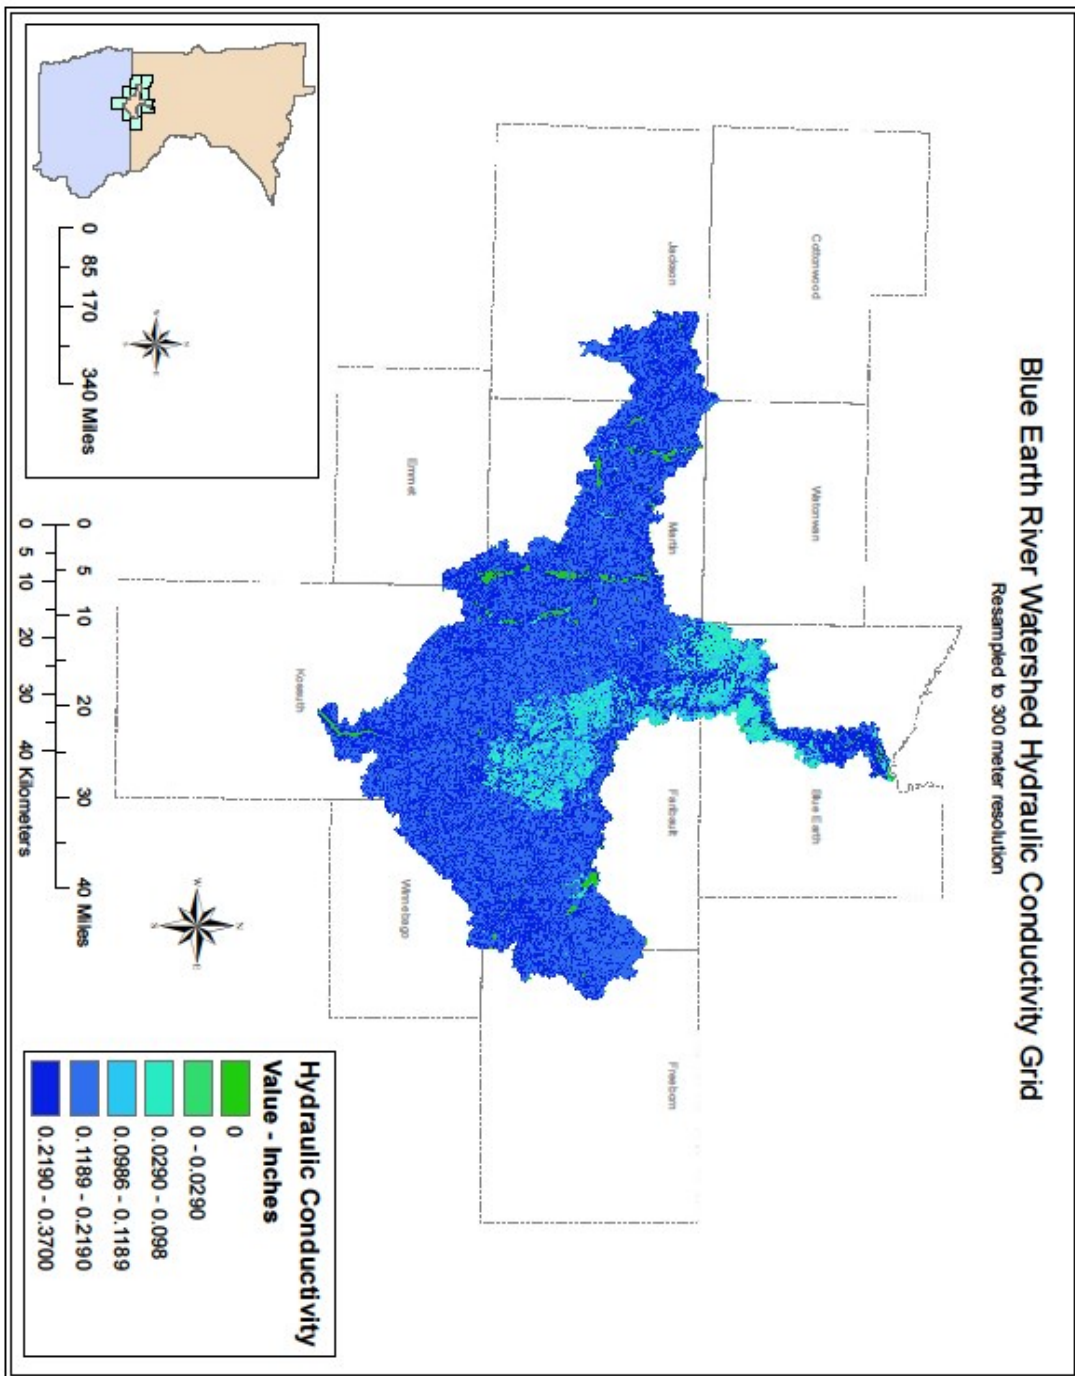 Blue Earth River Watershed Hydraulic Conductivity Grid
Resampled to 300 meter resolution
Cottonwood
Watonwan
Blue Earth
Jackson
Martin
Faribault
Freeborn
Emmet
Kossuth
Winnebago
0 85 170 340 Miles
N
0 5 10 20 30 40 Miles
0 5 10 20 30 40 Kilometers
W N E
Hydraulic Conductivity
Value - Inches
0
0 - 0.0290
0.0290 - 0.098
0.0986 - 0.1189
0.1189 - 0.2190
0.2190 - 0.3700